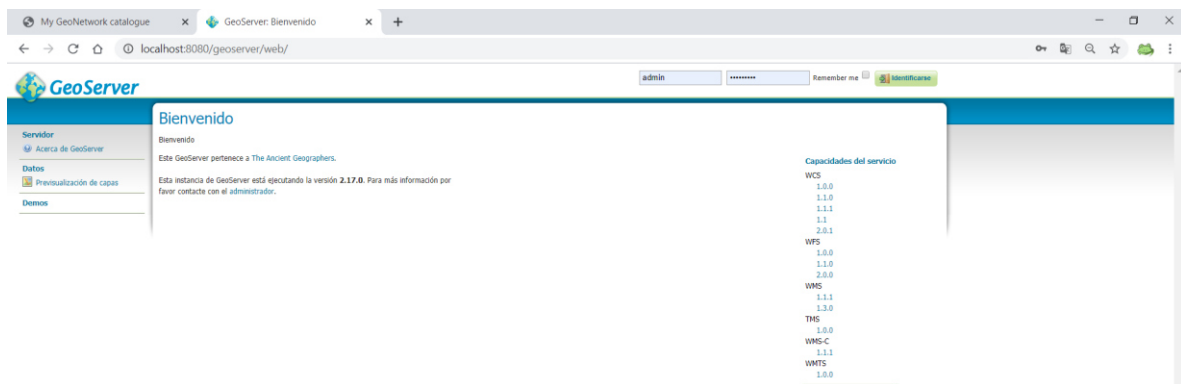 My GeoNetwork catalogue
GeoServer: Bienvenido
localhost:8080/geoserver/web/
GeoServer
admin
Remember me
Identificarse
Servidor
Acerca de GeoServer
Datos
Previsualización de capas
Demos
Bienvenido
Bienvenido
Este GeoServer pertenece a The Ancient Geographers.
Esta instancia de GeoServer está ejecutando la versión 2.17.0. Para más información por
favor contacte con el administrador.
Capacidades del servicio
WCS
1.0.0
1.1.0
1.1.1
1.1
2.0.1
WFS
1.0.0
1.1.0
2.0.0
WMS
1.1.1
1.3.0
TMS
1.0.0
WMS-C
1.1.1
WMTS
1.0.0